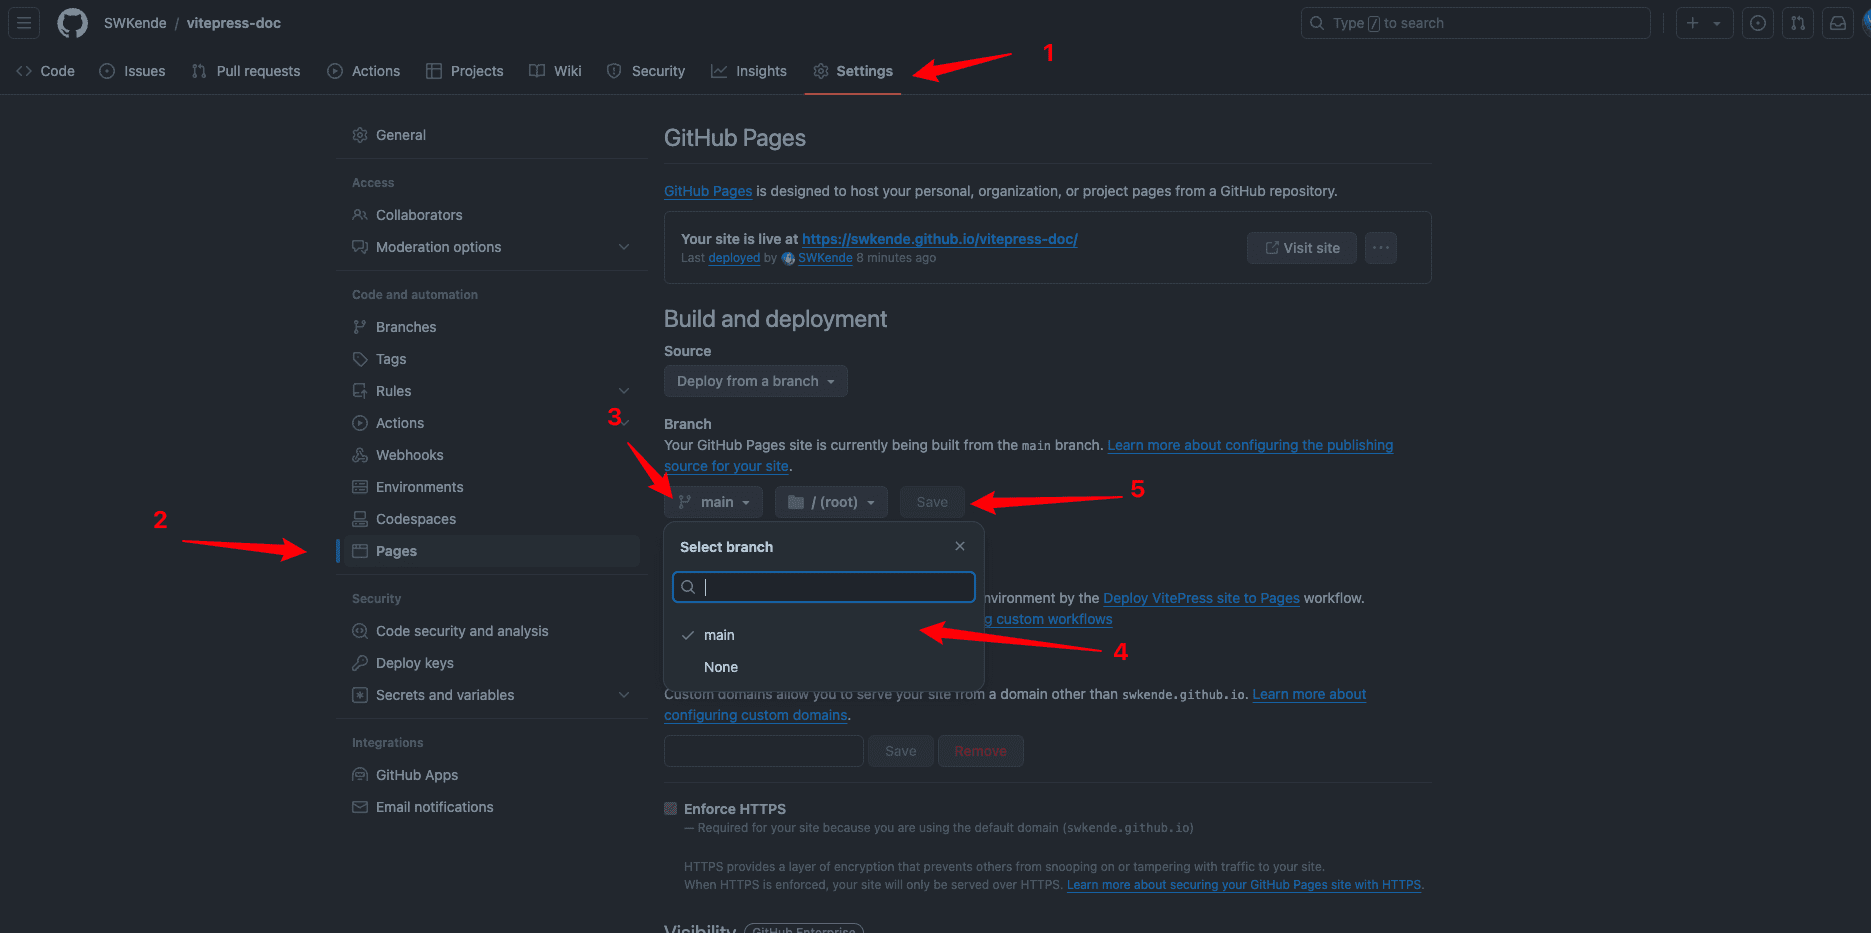 SWKende / vitepress-doc
Type / to search
Code Issues Pull requests Actions Projects Wiki Security Insights Settings
1
General
Access
Collaborators
Moderation options
Code and automation
Branches
Tags
Rules
Actions
Webhooks
Environments
Codespaces
2
Pages
Security
Code security and analysis
Deploy keys
Secrets and variables
Integrations
GitHub Apps
Email notifications
GitHub Pages
GitHub Pages is designed to host your personal, organization, or project pages from a GitHub repository.
Your site is live at https://swkende.github.io/vitepress-doc/
Last deployed by SWKende 8 minutes ago
Visit site
Build and deployment
Source
Deploy from a branch
3
Branch
Your GitHub Pages site is currently being built from the main branch. Learn more about configuring the publishing
source for your site.
main / (root) Save
5
Select branch
nvironment by the Deploy VitePress site to Pages workflow.
g custom workflows
main
4
None
Custom domains allow you to serve your site from a domain other than swkende.github.io. Learn more about
configuring custom domains.
Save Remove
Enforce HTTPS
— Required for your site because you are using the default domain (swkende.github.io)
HTTPS provides a layer of encryption that prevents others from snooping on or tampering with traffic to your site.
When HTTPS is enforced, your site will only be served over HTTPS. Learn more about securing your GitHub Pages site with HTTPS.
Visibility GitHub Enterprise